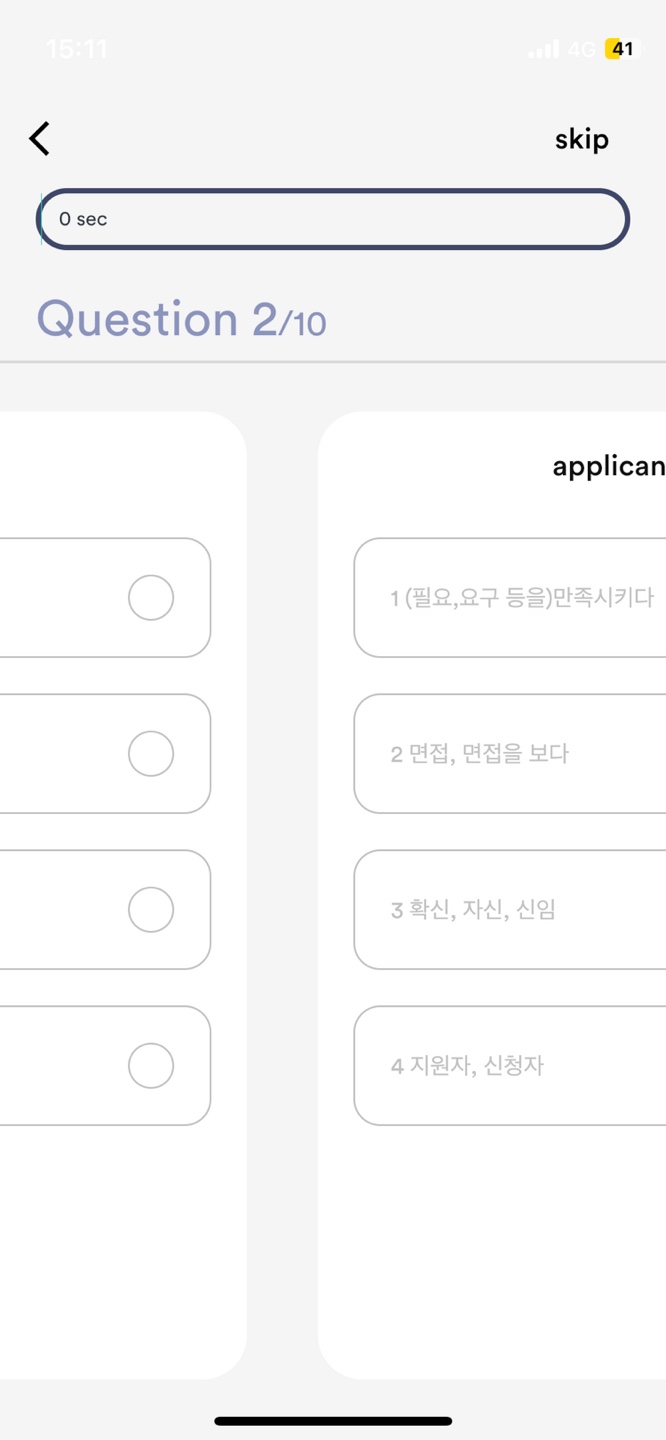 15:11
4G 41
skip
0 sec
Question 2/10
applican
1 (필요,요구 등을)만족시키다
2 면접, 면접을 보다
3 확신, 자신, 신임
4 지원자, 신청자